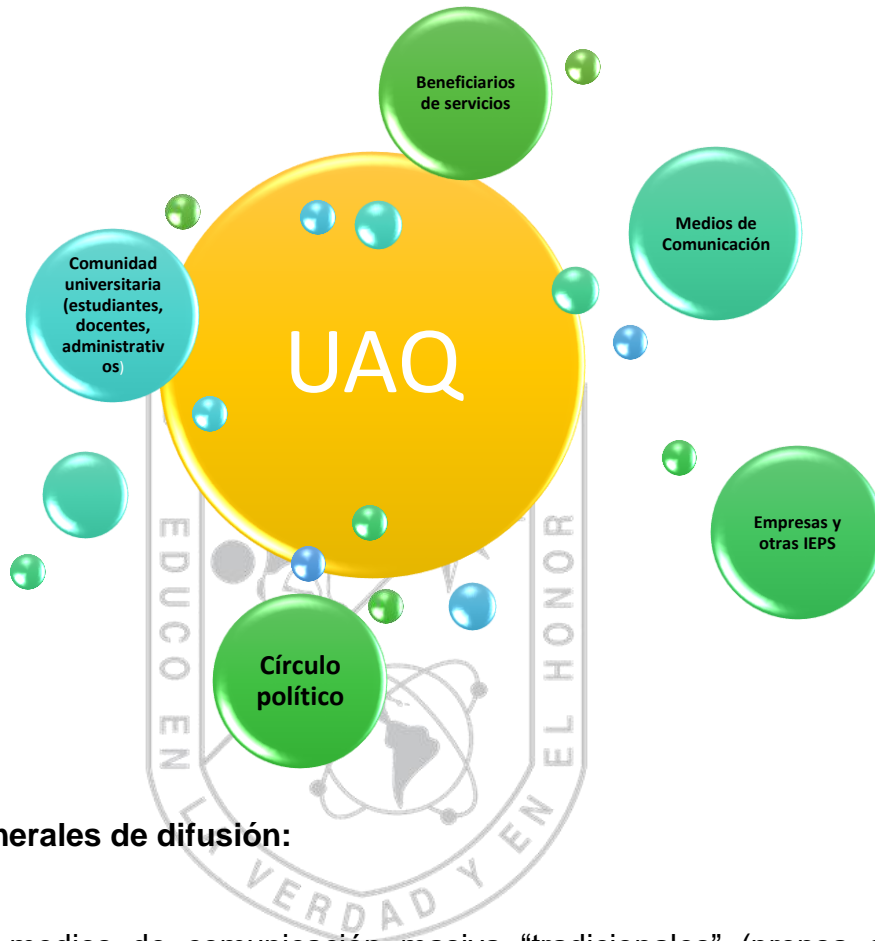 Beneficiarios
de servicios
Medios de
Comunicación
Comunidad
universitaria
(estudiantes,
docentes,
administrativ
os)
UAQ
Empresas y
otras IEPS
Círculo
político
EDUCO EN
LA VERDAD Y EN
EL HONOR
nerales de difusión:
medios de comunicación masiva “tradicionales” (prensa